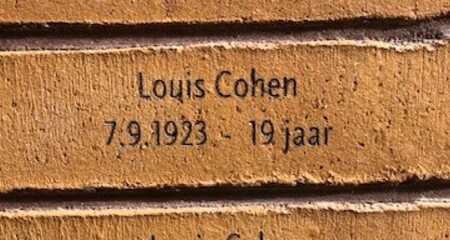 Louis Cohen
7.9.1923 - 19 jaar